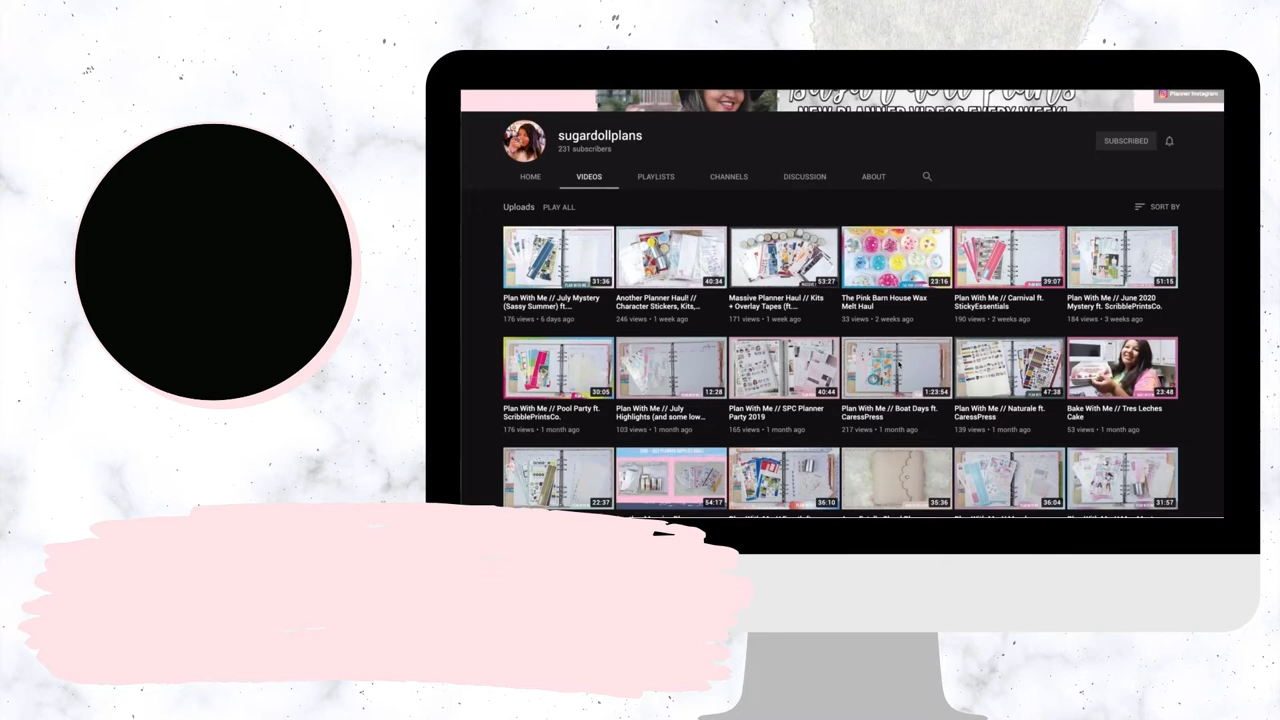 Planner Instagram
NEW PLANNER VIDEOS EVERY WEEK!
sugardollplans
231 subscribers
SUBSCRIBED
HOME VIDEOS PLAYLISTS CHANNELS DISCUSSION ABOUT
Uploads PLAY ALL SORT BY
31:36 40:34 53:27 23:16 39:07 51:15
Plan With Me // July Mystery
(Sassy Summer) ft....
176 views • 6 days ago
Another Planner Haul! //
Character Stickers, Kits,...
246 views • 1 week ago
Massive Planner Haul // Kits
+ Overlay Tapes (ft....
171 views • 1 week ago
The Pink Barn House Wax
Melt Haul
33 views • 2 weeks ago
Plan With Me // Carnival ft.
StickyEssentials
190 views • 2 weeks ago
Plan With Me // June 2020
Mystery ft. ScribblePrintsCo.
184 views • 3 weeks ago
30:05 12:28 40:44 1:23:54 47:38 23:48
Plan With Me // Pool Party ft.
ScribblePrintsCo.
176 views • 1 month ago
Plan With Me // July
Highlights (and some low...
103 views • 1 month ago
Plan With Me // SPC Planner
Party 2019
165 views • 1 month ago
Plan With Me // Boat Days ft.
CaressPress
217 views • 1 month ago
Plan With Me // Naturale ft.
CaressPress
139 views • 1 month ago
Bake With Me // Tres Leches
Cake
53 views • 1 month ago
22:37 54:17 36:10 35:36 36:04 31:57